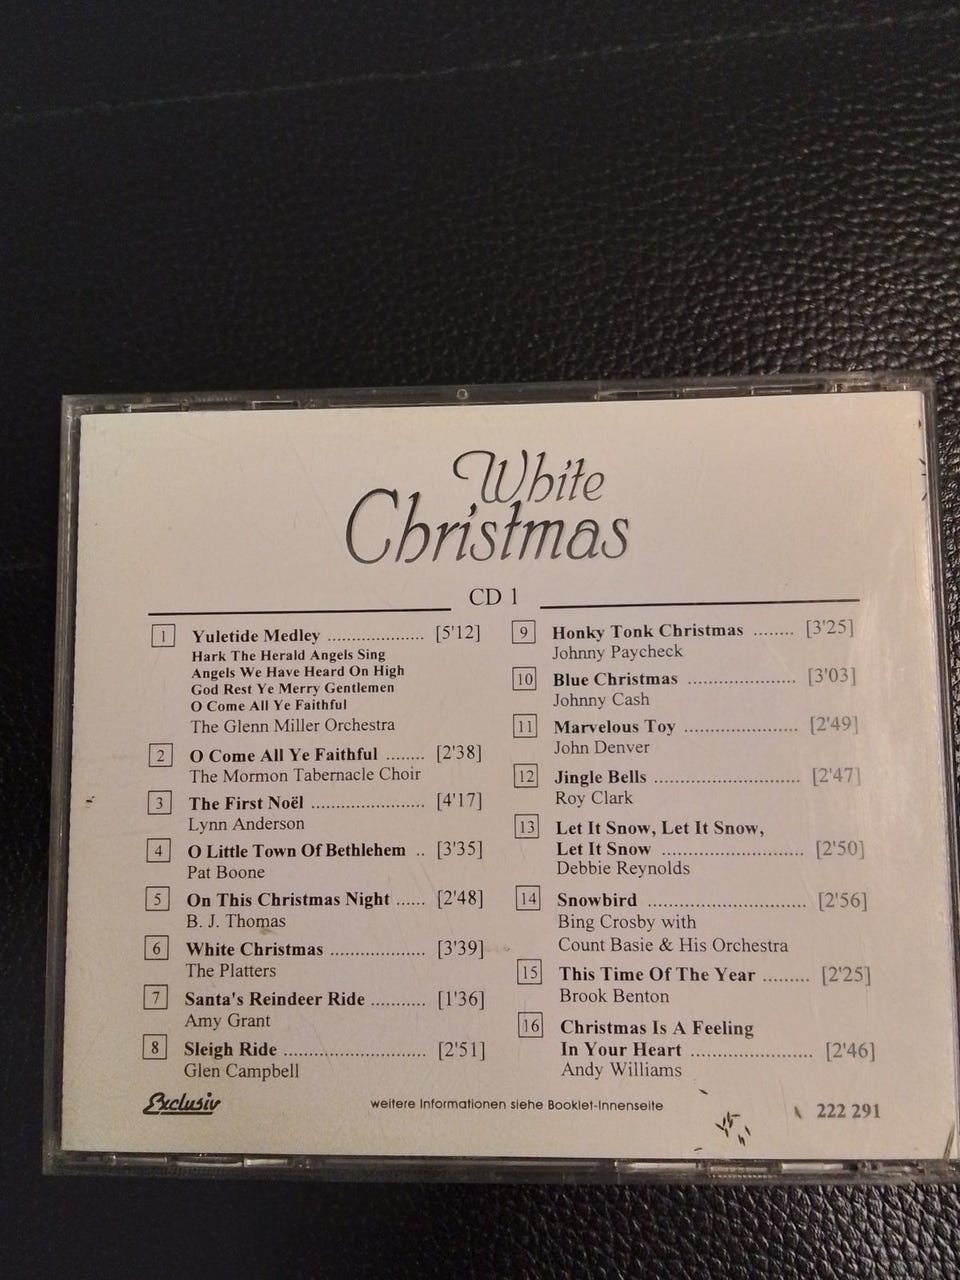 White
Christmas
CD 1
1 Yuletide Medley .................... [5'12]
Hark The Herald Angels Sing
Angels We Have Heard On High
God Rest Ye Merry Gentlemen
O Come All Ye Faithful
The Glenn Miller Orchestra
2 O Come All Ye Faithful ........ [2'38]
The Mormon Tabernacle Choir
3 The First Noël ........................ [4'17]
Lynn Anderson
4 O Little Town Of Bethlehem .. [3'35]
Pat Boone
5 On This Christmas Night ...... [2'48]
B. J. Thomas
6 White Christmas .................... [3'39]
The Platters
7 Santa's Reindeer Ride ........... [1'36]
Amy Grant
8 Sleigh Ride .............................. [2'51]
Glen Campbell
9 Honky Tonk Christmas ........ [3'25]
Johnny Paycheck
10 Blue Christmas ....................... [3'03]
Johnny Cash
11 Marvelous Toy ........................ [2'49]
John Denver
12 Jingle Bells ............................... [2'47]
Roy Clark
13 Let It Snow, Let It Snow,
Let It Snow .............................. [2'50]
Debbie Reynolds
14 Snowbird ................................. [2'56]
Bing Crosby with
Count Basie & His Orchestra
15 This Time Of The Year ......... [2'25]
Brook Benton
16 Christmas Is A Feeling
In Your Heart .......................... [2'46]
Andy Williams
Exclusiv
weitere Informationen siehe Booklet-Innenseite
222 291